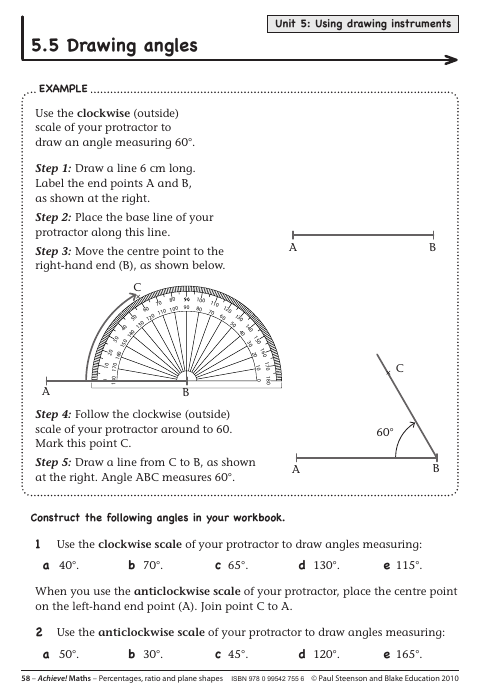 Unit 5: Using drawing instruments
5.5 Drawing angles
EXAMPLE
Use the clockwise (outside)
scale of your protractor to
draw an angle measuring 60°.
Step 1: Draw a line 6 cm long.
Label the end points A and B,
as shown at the right.
Step 2: Place the base line of your
protractor along this line.
Step 3: Move the centre point to the
right-hand end (B), as shown below.
A B
C
A B
Step 4: Follow the clockwise (outside)
scale of your protractor around to 60.
Mark this point C.
Step 5: Draw a line from C to B, as shown
at the right. Angle ABC measures 60°.
C
60°
A B
Construct the following angles in your workbook.
1 Use the clockwise scale of your protractor to draw angles measuring:
a 40°. b 70°. c 65°. d 130°. e 115°.
When you use the anticlockwise scale of your protractor, place the centre point
on the left-hand end point (A). Join point C to A.
2 Use the anticlockwise scale of your protractor to draw angles measuring:
a 50°. b 30°. c 45°. d 120°. e 165°.
58 – Achieve! Maths – Percentages, ratio and plane shapes ISBN 978 0 99542 755 6 © Paul Steenson and Blake Education 2010